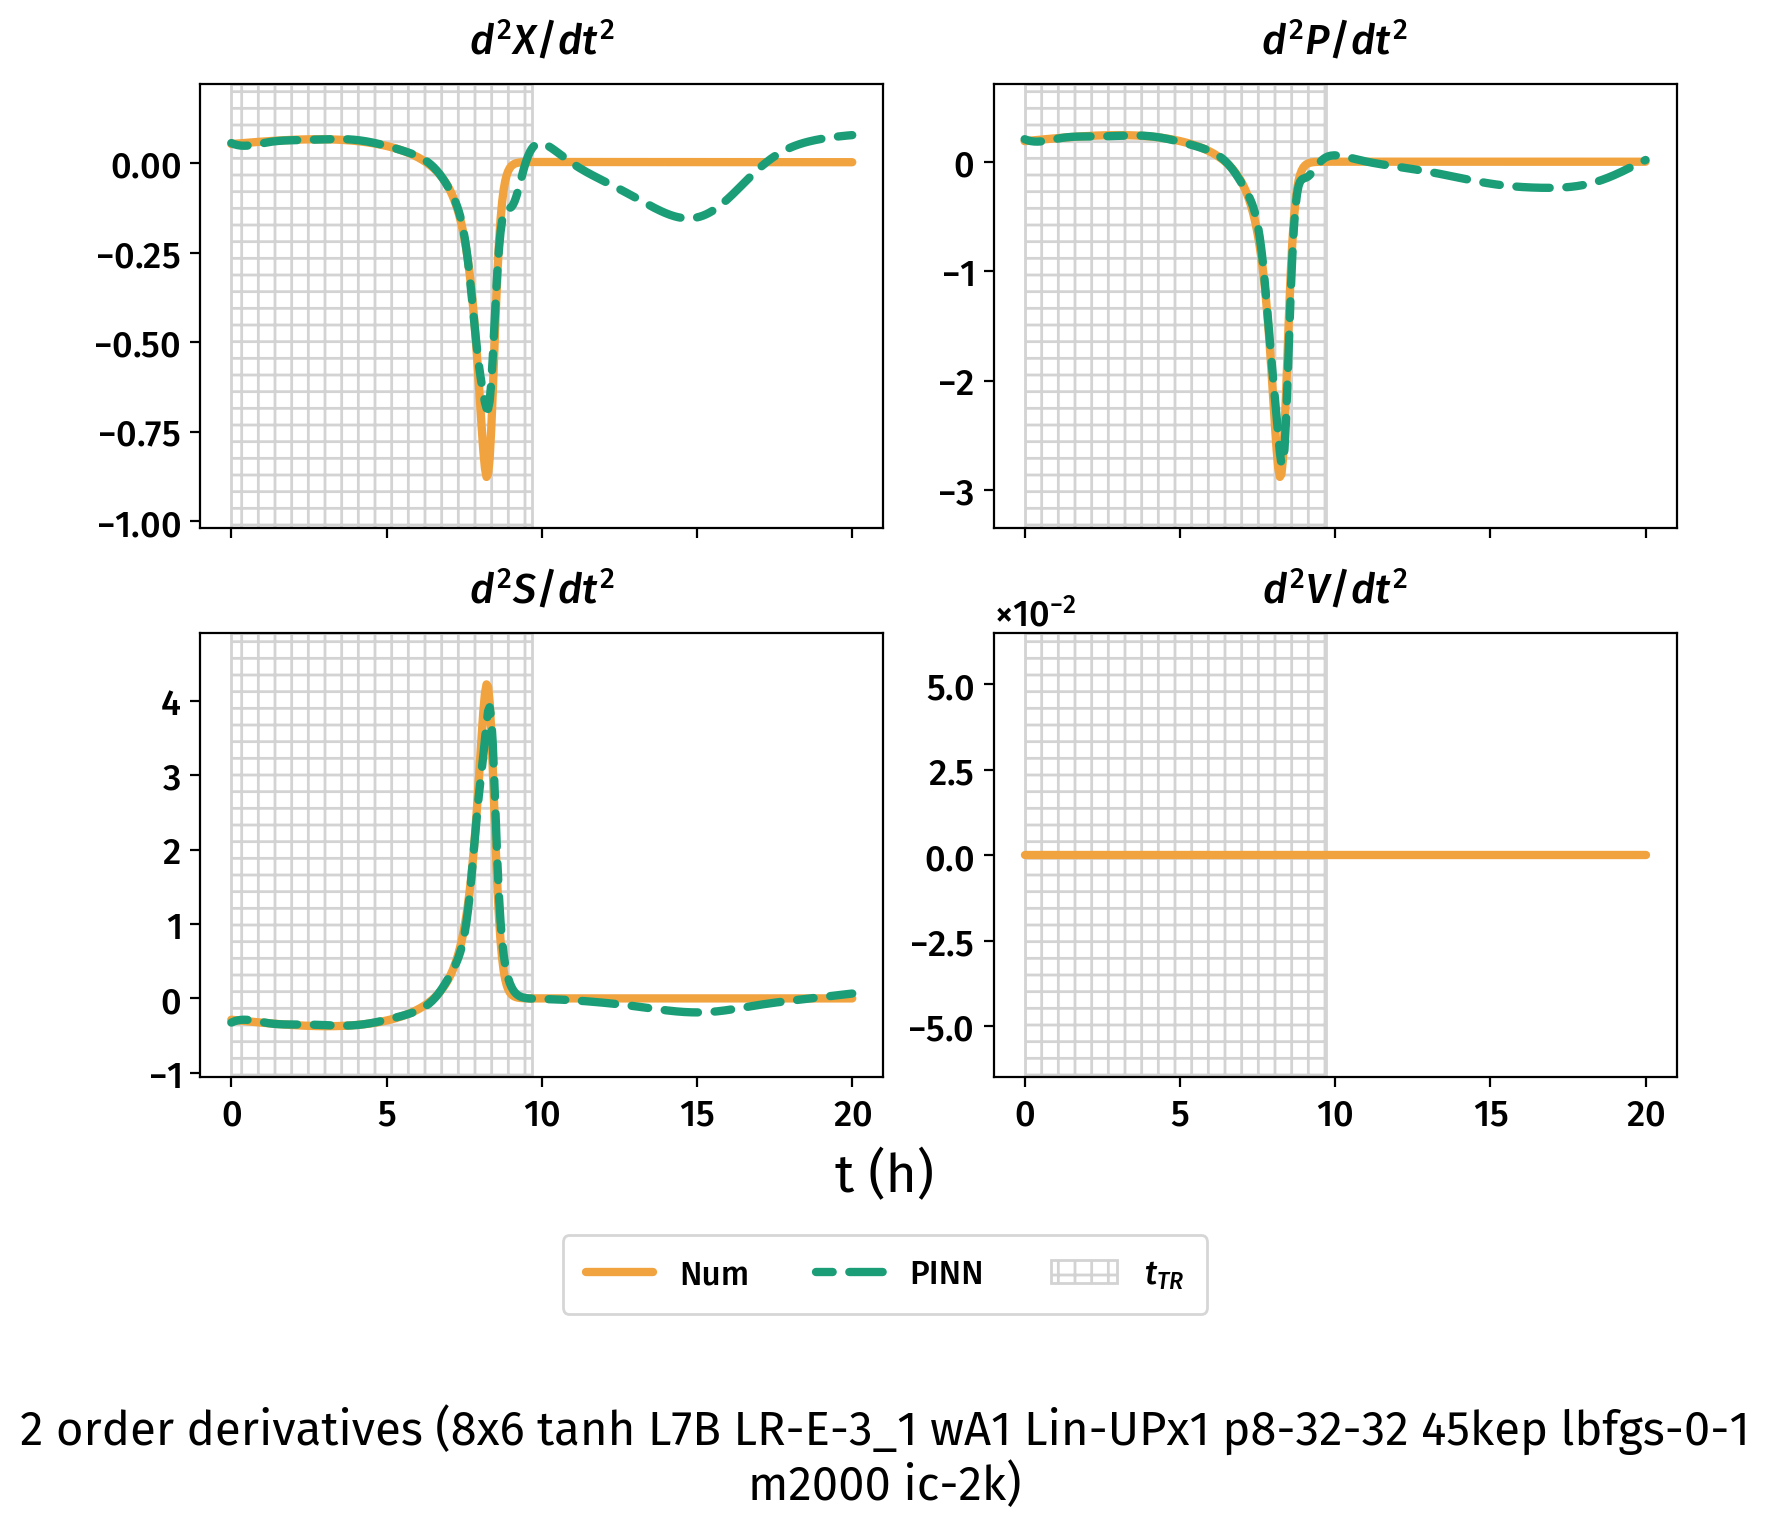 d²X/dt²
d²P/dt²
0.00
−0.25
−0.50
−0.75
−1.00
0
−1
−2
−3
d²S/dt²
d²V/dt²
×10⁻²
4
3
2
1
0
−1
5.0
2.5
0.0
−2.5
−5.0
0 5 10 15 20
0 5 10 15 20
t (h)
Num PINN t_TR
2 order derivatives (8x6 tanh L7B LR-E-3_1 wA1 Lin-UPx1 p8-32-32 45kep lbfgs-0-1
m2000 ic-2k)